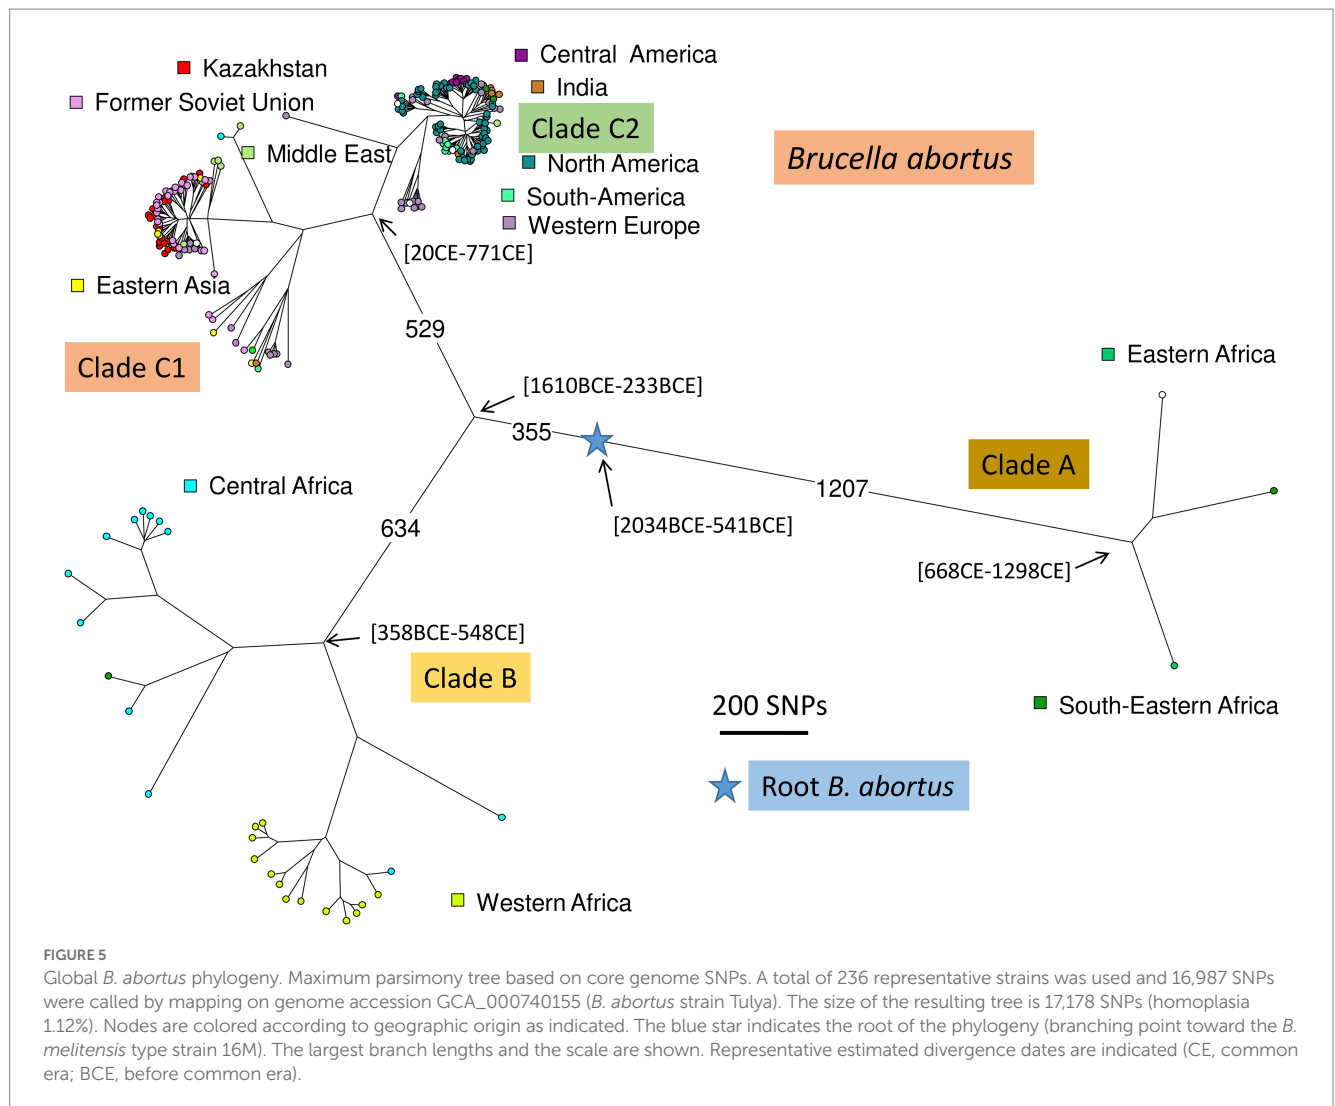 Central America
Kazakhstan
India
Former Soviet Union
Clade C2
Brucella abortus
Middle East
North America
South-America
Western Europe
[20CE-771CE]
Eastern Asia
529
Clade C1
Eastern Africa
[1610BCE-233BCE]
355
Clade A
Central Africa
1207
634
[2034BCE-541BCE]
[668CE-1298CE]
[358BCE-548CE]
Clade B
200 SNPs
South-Eastern Africa
Root B. abortus
Western Africa
FIGURE 5
Global B. abortus phylogeny. Maximum parsimony tree based on core genome SNPs. A total of 236 representative strains was used and 16,987 SNPs
were called by mapping on genome accession GCA_000740155 (B. abortus strain Tulya). The size of the resulting tree is 17,178 SNPs (homoplasia
1.12%). Nodes are colored according to geographic origin as indicated. The blue star indicates the root of the phylogeny (branching point toward the B.
melitensis type strain 16M). The largest branch lengths and the scale are shown. Representative estimated divergence dates are indicated (CE, common
era; BCE, before common era).